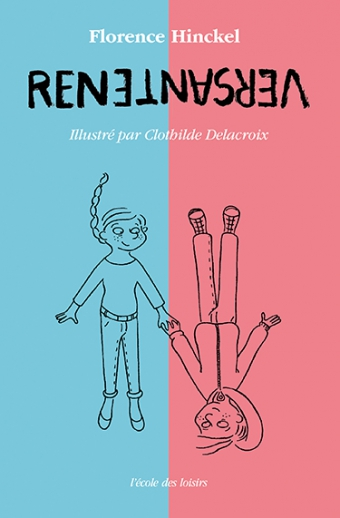 Florence Hinckel
RENVERSANTE
Illustré par Clothilde Delacroix
l'école des loisirs